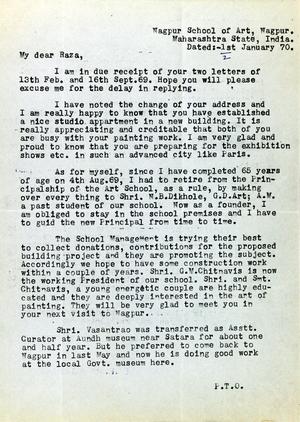 Wagpur School of Art, Wagpur.
Maharashtra State, India.
Dated:-1st January 70.
2
My dear Raza,
I am in due receipt of your two letters of
13th Feb. and 16th Sept.69. Hope you will please
excuse me for the delay in replying.
I have noted the change of your address and
I am really happy to know that you have established
a nice studio appartment in a new building. It is
really appreciating and creditable that both of you
are busy with your painting work. I am very glad and
proud to know that you are preparing for the exhibition
shows etc. in such an advanced city like Paris.
As for myself, since I have completed 65 years
of age on 4th Aug.69, I had to retire from the Princi-
palship of the Art School, as a rule, by making
over every thing to Shri. W.B.Dikhole, G.D.Art; A.M.
a past student of our school. Now as a founder, I
am obliged to stay in the school premises and I have
to guid the new Principal from time to time.
The School Management is trying their best
to collect donations, contributions for the proposed
building project and they are promoting the subject.
Accordingly we hope to have some construction work
within a couple of years. Shri. G.M.Chitnavis is now
the working President of our school. Shri. and Smt.
Chitnavis, a young energetic couple are highly edu-
cated and they are deeply interested in the art of
painting. They will be very glad to meet you in
your next visit to Wagpur.
Shri. Vasantrao was transferred as Asstt.
Curator at Aundh museum near Satara for about one
and half year. But he preferred to come back to
Wagpur in last May and now he is doing good work
at the local Govt. museum here.
P.T.O.